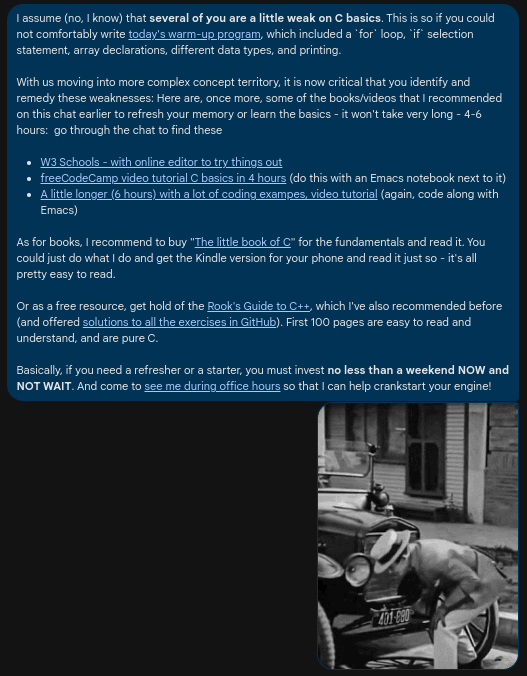 I assume (no, I know) that several of you are a little weak on C basics. This is so if you could
not comfortably write today's warm-up program, which included a `for` loop, `if` selection
statement, array declarations, different data types, and printing.
With us moving into more complex concept territory, it is now critical that you identify and
remedy these weaknesses: Here are, once more, some of the books/videos that I recommended
on this chat earlier to refresh your memory or learn the basics - it won't take very long - 4-6
hours:  go through the chat to find these
• W3 Schools - with online editor to try things out
• freeCodeCamp video tutorial C basics in 4 hours (do this with an Emacs notebook next to it)
• A little longer (6 hours) with a lot of coding exampes, video tutorial (again, code along with
Emacs)
As for books, I recommend to buy "The little book of C" for the fundamentals and read it. You
could just do what I do and get the Kindle version for your phone and read it just so - it's all
pretty easy to read.
Or as a free resource, get hold of the Rook's Guide to C++, which I've also recommended before
(and offered solutions to all the exercises in GitHub). First 100 pages are easy to read and
understand, and are pure C.
Basically, if you need a refresher or a starter, you must invest no less than a weekend NOW and
NOT WAIT. And come to see me during office hours so that I can help crankstart your engine!
401-880